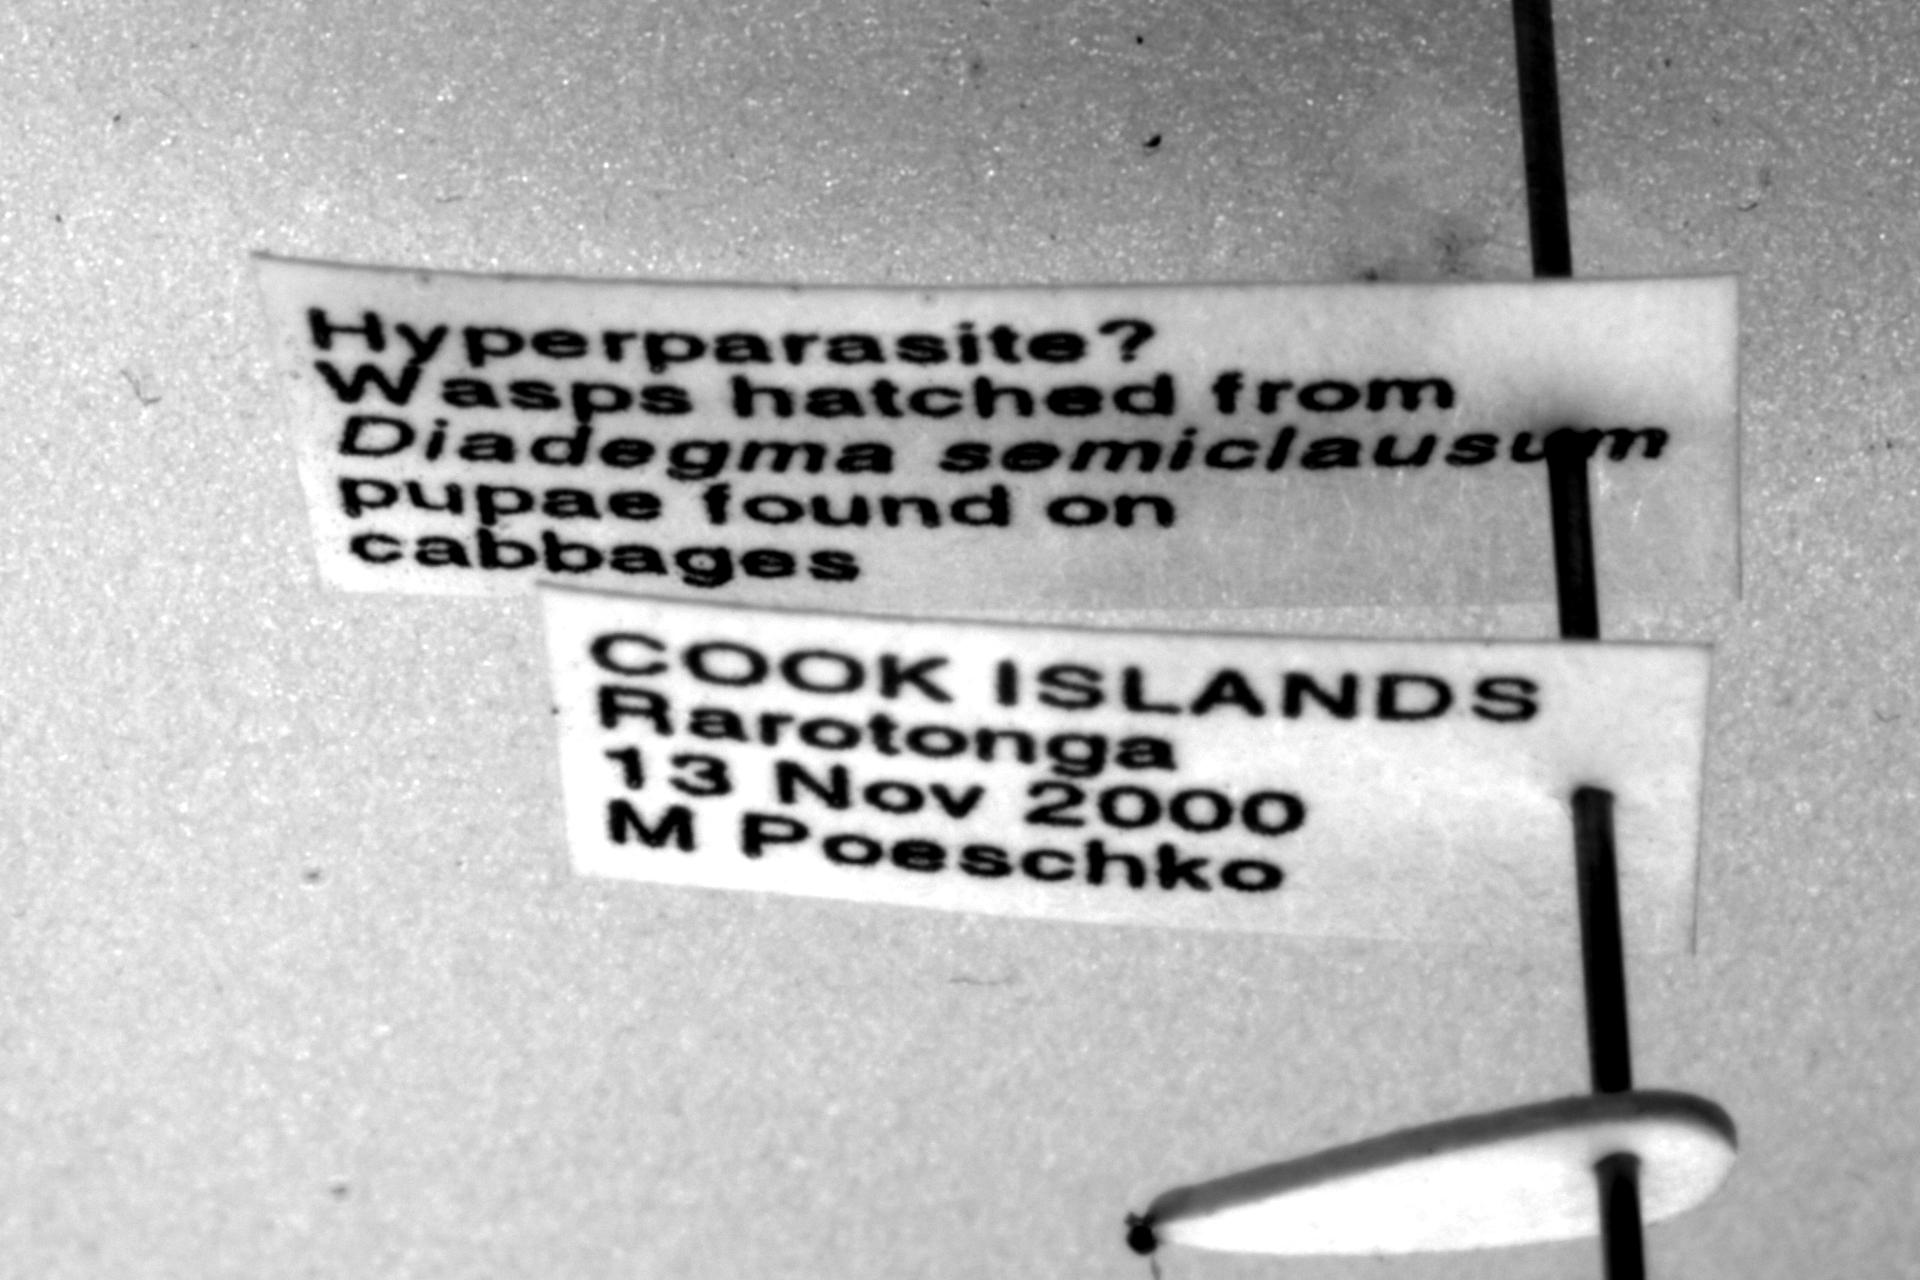 Hyperparasite?
Wasps hatched from
Diadegma semiclausum
pupae found on
cabbages
COOK ISLANDS
Rarotonga
13 Nov 2000
M Poeschko